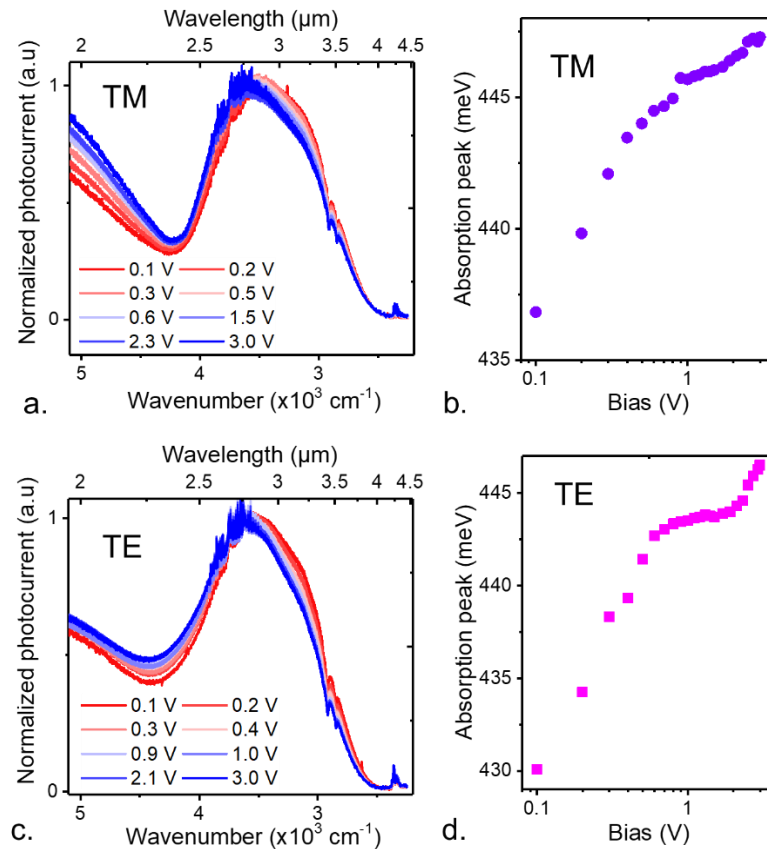 Wavelength (µm)
2 2.5 3 3.5 4 4.5
Normalized photocurrent (a.u)
1
0
TM
0.1 V 0.2 V
0.3 V 0.5 V
0.6 V 1.5 V
2.3 V 3.0 V
5 4 3
Wavenumber (x10³ cm⁻¹)
a.
Absorption peak (meV)
445
440
435
TM
0.1 1
Bias (V)
b.
Wavelength (µm)
2 2.5 3 3.5 4 4.5
Normalized photocurrent (a.u)
1
0
TE
0.1 V 0.2 V
0.3 V 0.4 V
0.9 V 1.0 V
2.1 V 3.0 V
5 4 3
Wavenumber (x10³ cm⁻¹)
c.
Absorption peak (meV)
445
440
435
430
TE
0.1 1
Bias (V)
d.